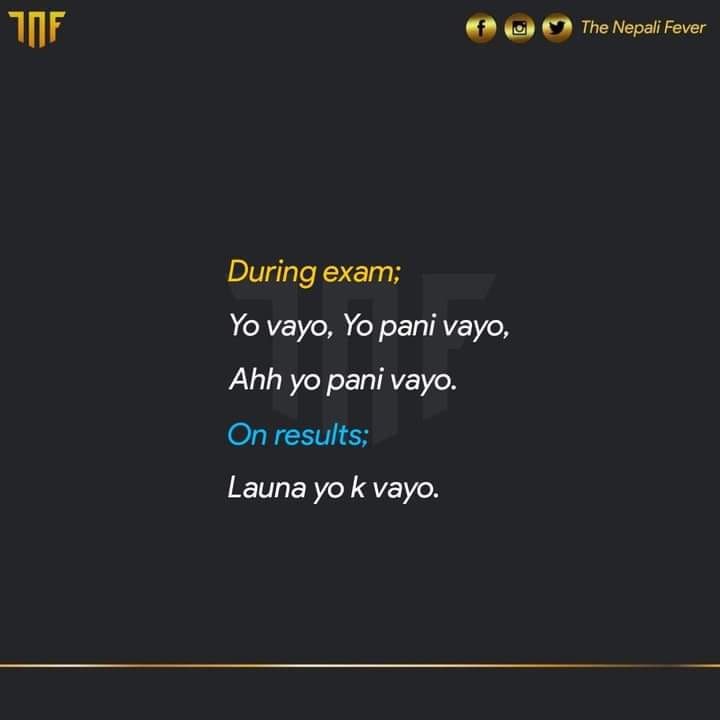 TNF
The Nepali Fever
During exam;
Yo vayo, Yo pani vayo,
Ahh yo pani vayo.
On results;
Launa yo k vayo.